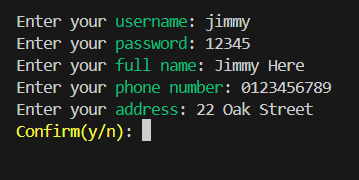 Enter your username: jimmy
Enter your password: 12345
Enter your full name: Jimmy Here
Enter your phone number: 0123456789
Enter your address: 22 Oak Street
Confirm(y/n):